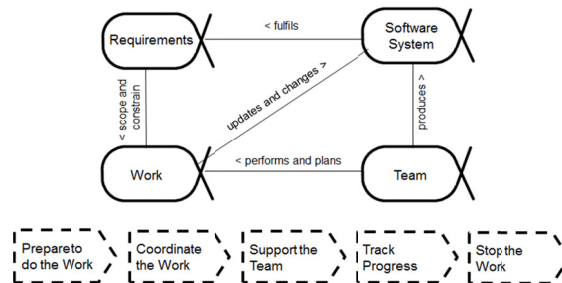 < fulfils
Requirements
Software
System
< scope and
constrain
updates and changes >
produces >
< performs and plans
Work
Team
Prepareto
do the Work
Coordinate
the Work
Support the
Team
Track
Progress
Stop the
Work